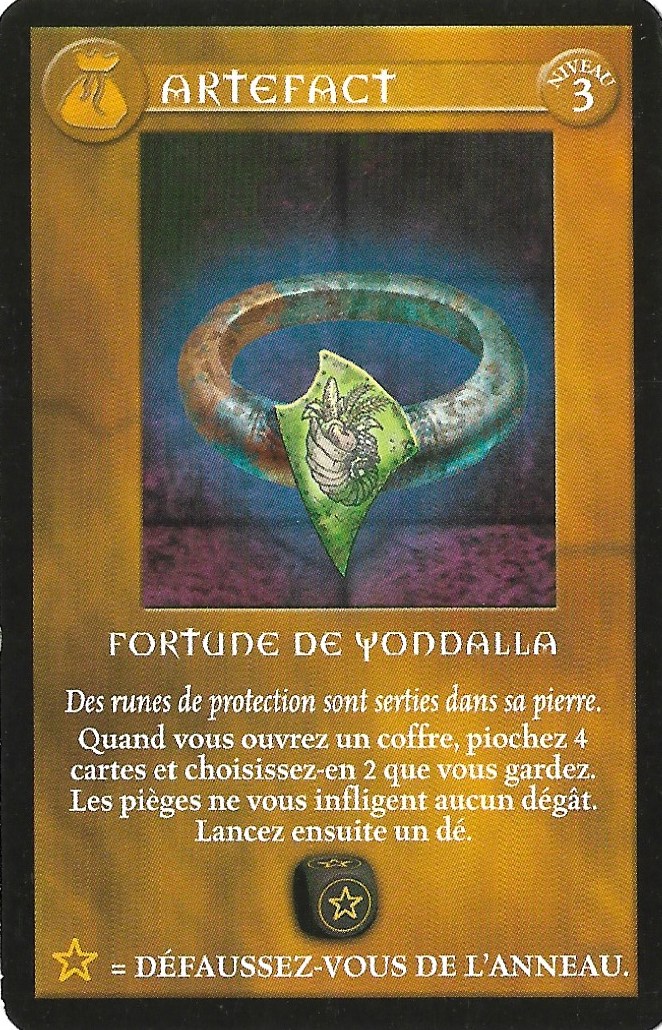 ARTEFACT
NIVEAU
3
FORTUNE DE YONDALLA
Des runes de protection sont serties dans sa pierre.
Quand vous ouvrez un coffre, piochez 4
cartes et choisissez-en 2 que vous gardez.
Les pièges ne vous infligent aucun dégât.
Lancez ensuite un dé.
= DÉFAUSSEZ-VOUS DE L'ANNEAU.